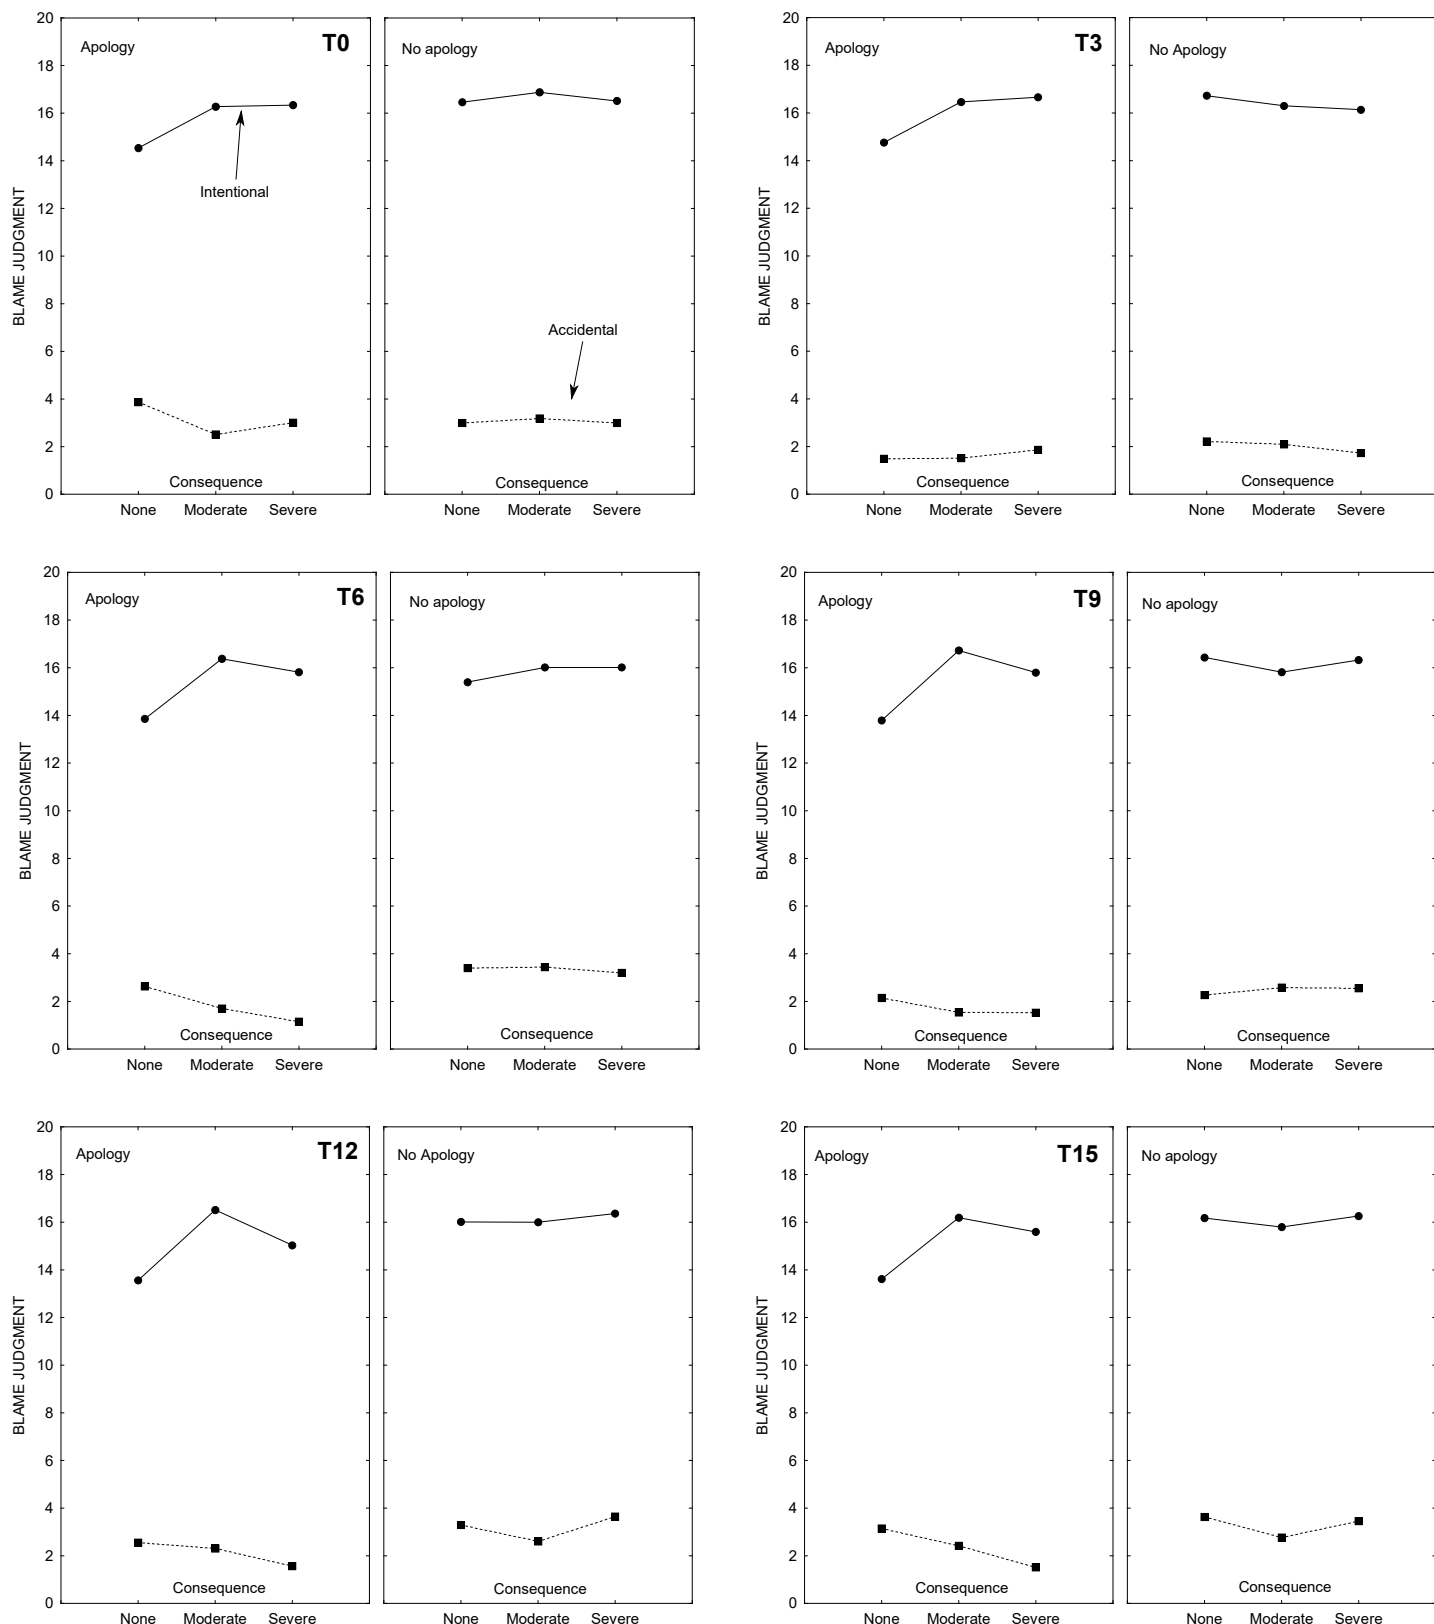 Apology
T0
No apology
Intentional
Accidental
BLAME JUDGMENT
20
18
16
14
12
10
8
6
4
2
0
Consequence
Consequence
None Moderate Severe
None Moderate Severe
Apology
T3
No Apology
BLAME JUDGMENT
20
18
16
14
12
10
8
6
4
2
0
Consequence
Consequence
None Moderate Severe
None Moderate Severe
Apology
T6
No apology
BLAME JUDGMENT
20
18
16
14
12
10
8
6
4
2
0
Consequence
Consequence
None Moderate Severe
None Moderate Severe
Apology
T9
No apology
BLAME JUDGMENT
20
18
16
14
12
10
8
6
4
2
0
Consequence
Consequence
None Moderate Severe
None Moderate Severe
Apology
T12
No Apology
BLAME JUDGMENT
20
18
16
14
12
10
8
6
4
2
0
Consequence
Consequence
None Moderate Severe
None Moderate Severe
Apology
T15
No apology
BLAME JUDGMENT
20
18
16
14
12
10
8
6
4
2
0
Consequence
Consequence
None Moderate Severe
None Moderate Severe